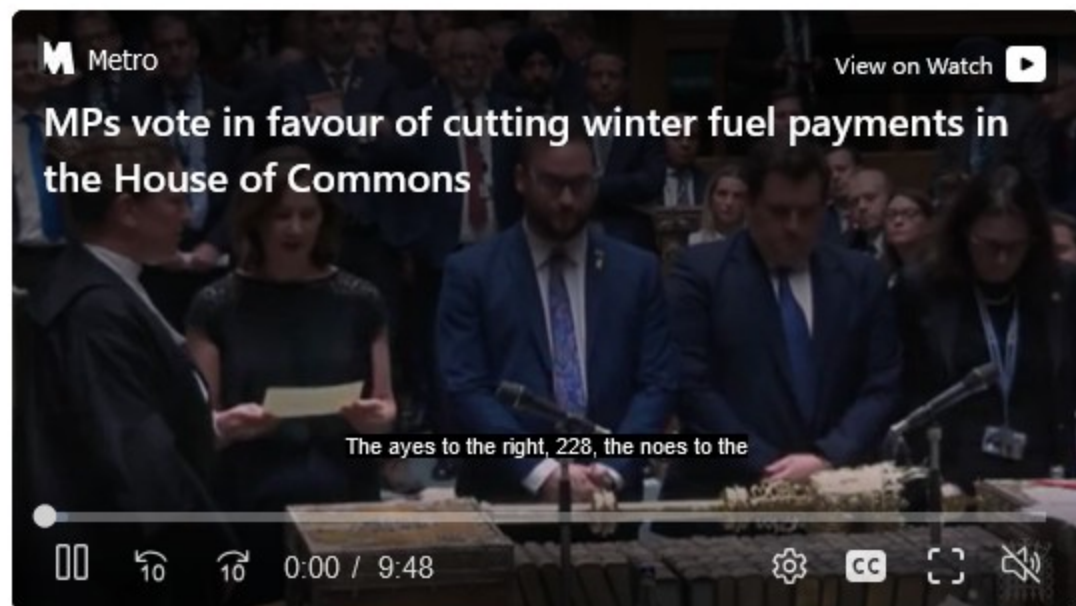 Metro
View on Watch
MPs vote in favour of cutting winter fuel payments in
the House of Commons
The ayes to the right, 228, the noes to the
10
10
0:00 / 9:48
CC